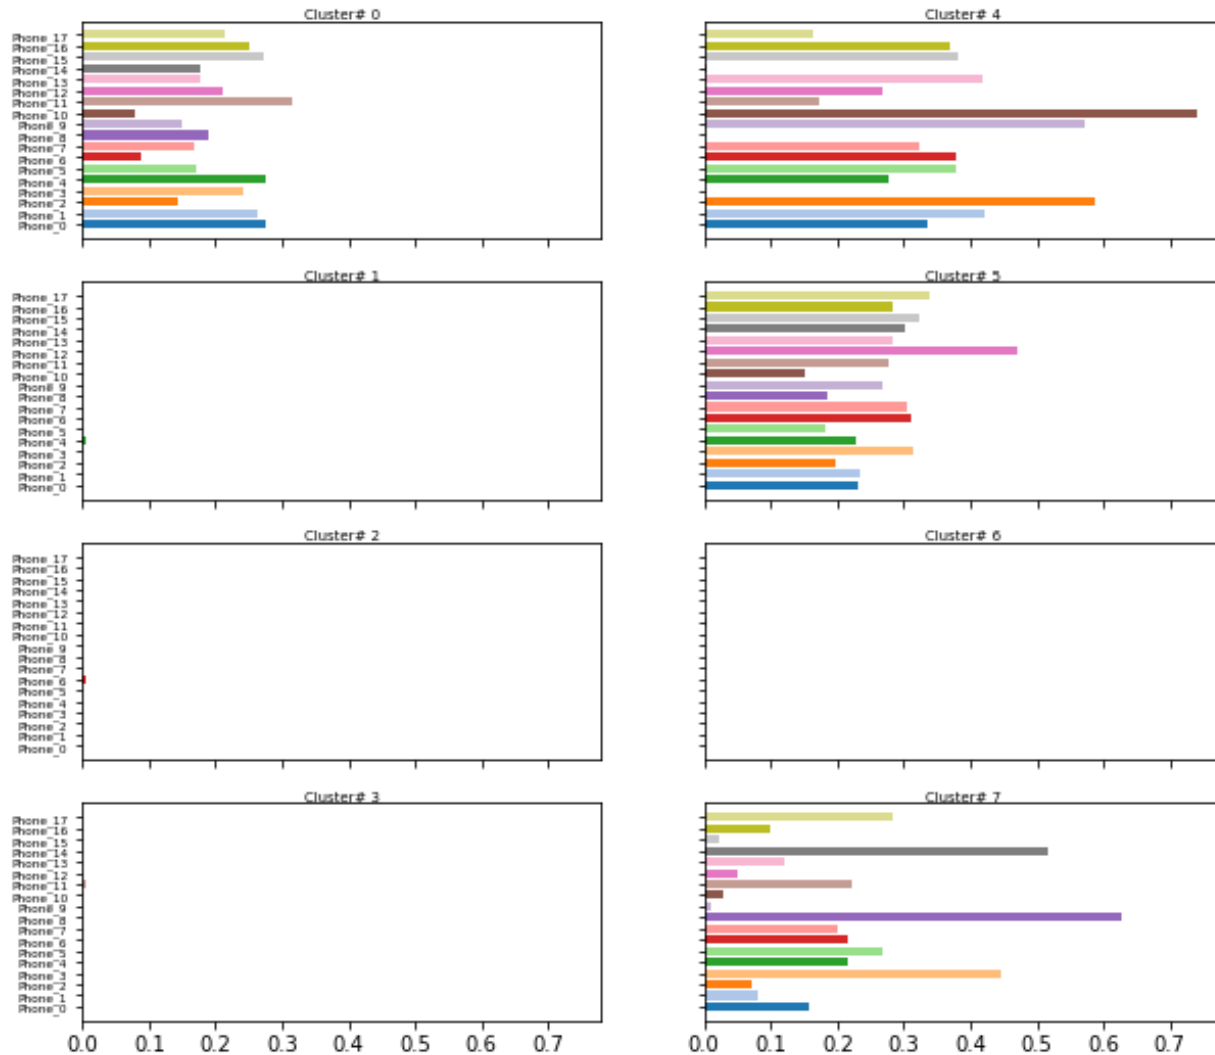 Cluster# 0
Phone_17
Phone_16
Phone_15
Phone_14
Phone_13
Phone_12
Phone_11
Phone_10
Phone_9
Phone_8
Phone_7
Phone_6
Phone_5
Phone_4
Phone_3
Phone_2
Phone_1
Phone_0
Cluster# 4
Cluster# 1
Phone_17
Phone_16
Phone_15
Phone_14
Phone_13
Phone_12
Phone_11
Phone_10
Phone_9
Phone_8
Phone_7
Phone_6
Phone_5
Phone_4
Phone_3
Phone_2
Phone_1
Phone_0
Cluster# 5
Cluster# 2
Phone_17
Phone_16
Phone_15
Phone_14
Phone_13
Phone_12
Phone_11
Phone_10
Phone_9
Phone_8
Phone_7
Phone_6
Phone_5
Phone_4
Phone_3
Phone_2
Phone_1
Phone_0
Cluster# 6
Cluster# 3
Phone_17
Phone_16
Phone_15
Phone_14
Phone_13
Phone_12
Phone_11
Phone_10
Phone_9
Phone_8
Phone_7
Phone_6
Phone_5
Phone_4
Phone_3
Phone_2
Phone_1
Phone_0
0.0 0.1 0.2 0.3 0.4 0.5 0.6 0.7
Cluster# 7
0.0 0.1 0.2 0.3 0.4 0.5 0.6 0.7